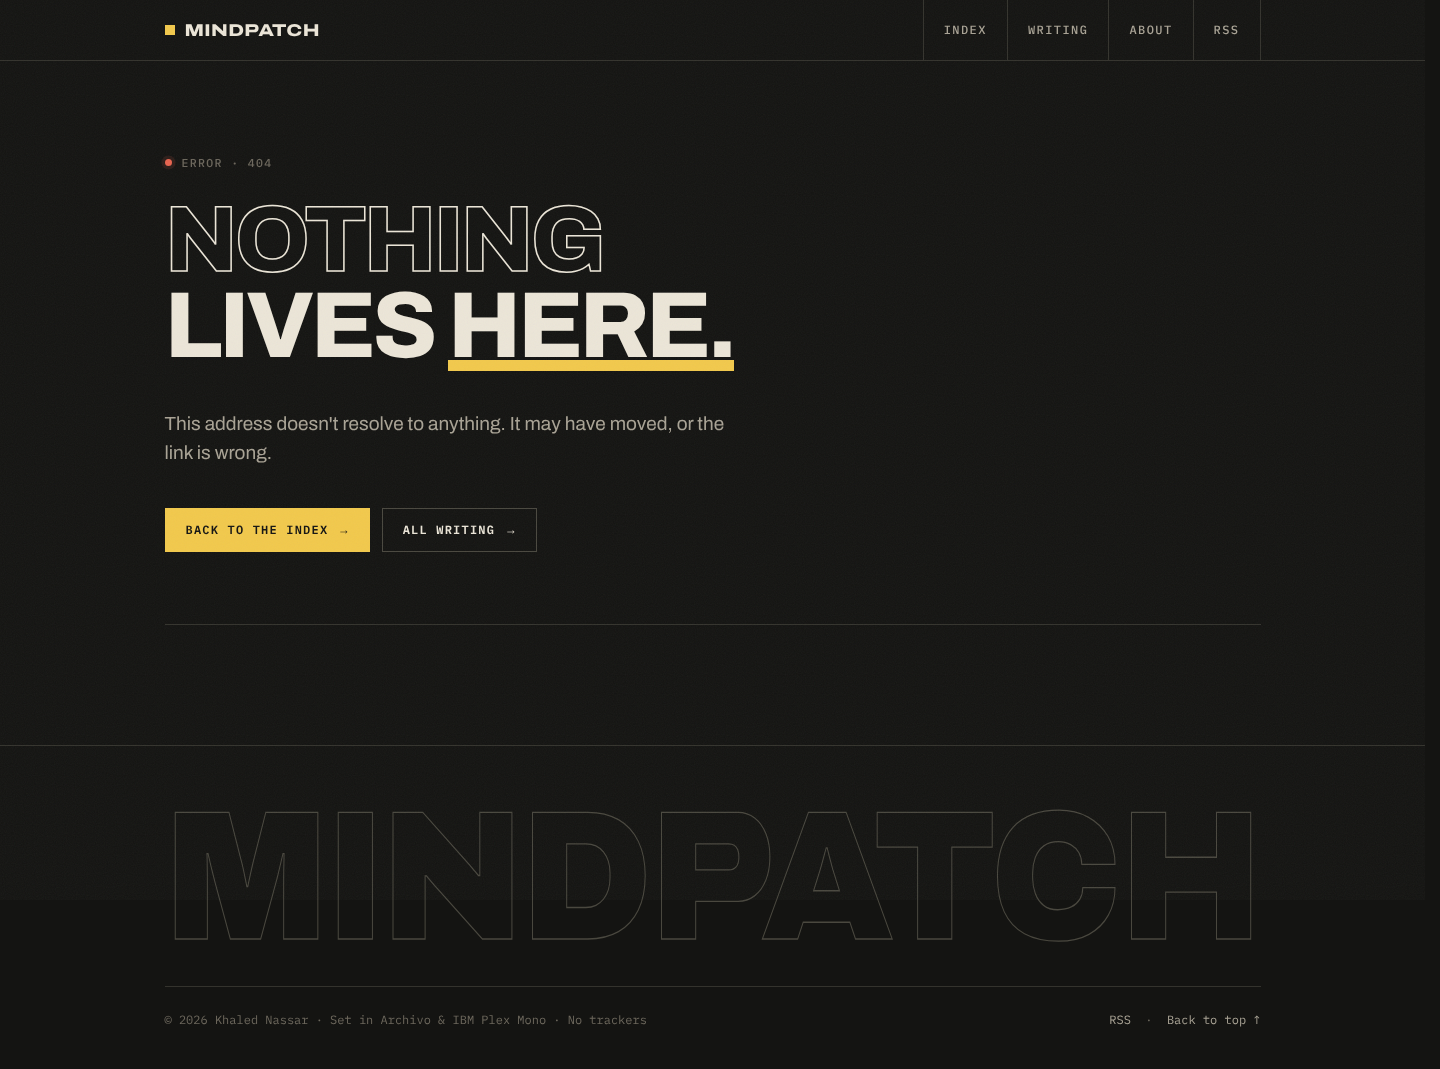 MINDPATCH
INDEX
WRITING
ABOUT
RSS
ERROR · 404
NOTHING
LIVES HERE.
This address doesn't resolve to anything. It may have moved, or the
link is wrong.
BACK TO THE INDEX →
ALL WRITING →
MINDPATCH
© 2026 Khaled Nassar · Set in Archivo & IBM Plex Mono · No trackers
RSS · Back to top ↑